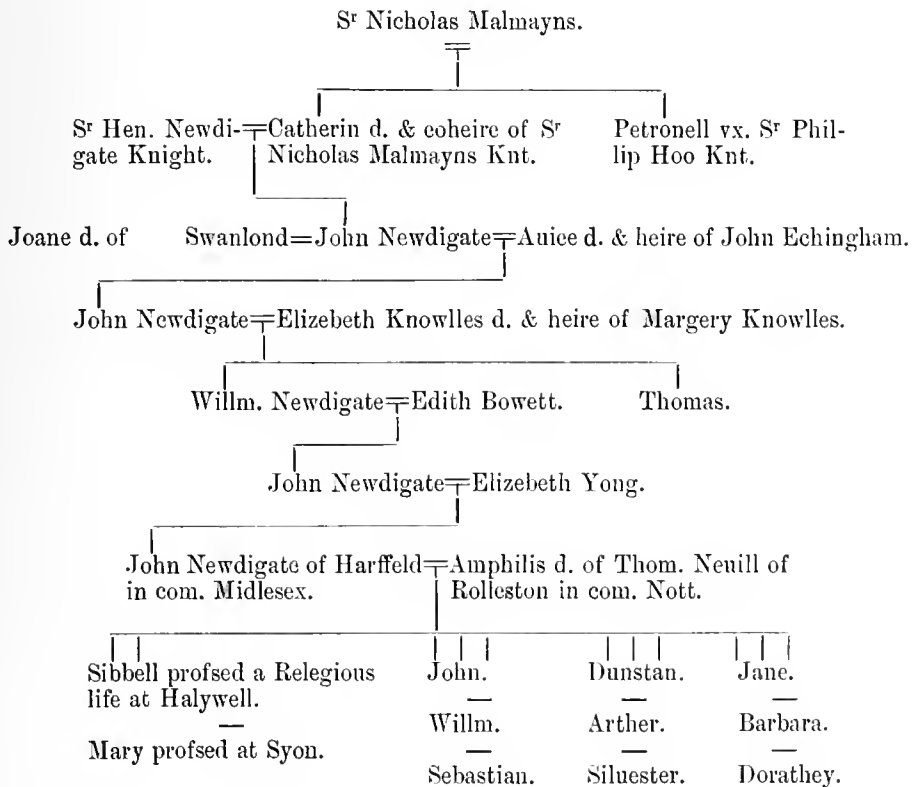 Sʳ Nicholas Malmayns.
Sʳ Hen. Newdi-
gate Knight.
Catherin d. & coheire of Sʳ
Nicholas Malmayns Knt.
Petronell vx. Sʳ Phil-
lip Hoo Knt.
Joane d. of Swanlond=John Newdigate=Auice d. & heire of John Echingham.
John Newdigate=Elizebeth Knowlles d. & heire of Margery Knowlles.
Willm. Newdigate=Edith Bowett. Thomas.
John Newdigate=Elizebeth Yong.
John Newdigate of Harffeld
in com. Midlesex.
Amphilis d. of Thom. Neuill of
Rolleston in com. Nott.
Sibbell profsed a Relegious
life at Halywell.
Mary profsed at Syon.
John.
Willm.
Sebastian.
Dunstan.
Arther.
Siluester.
Jane.
Barbara.
Dorathey.